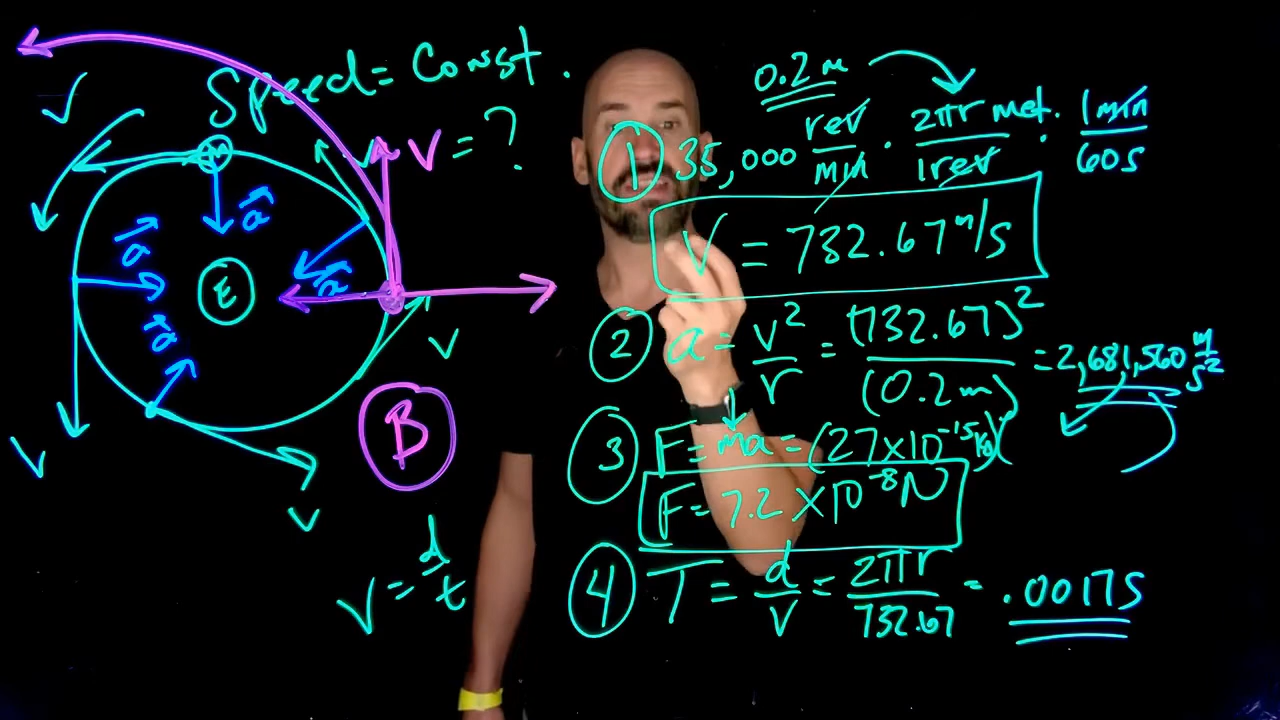 Speed = Const.
V = ?
V
M
a⃗
a⃗
E
a⃗
a⃗
V
V
V
V
B
V = d/t
0.2 m
① 35,000 rev/min · 2πr met./1 rev · 1 min/60 s
V = 732.67 m/s
② a = v²/r = (732.67)²/(0.2 m) = 2,681,560 m/s²
③ F = ma = (27 x 10⁻¹⁵ kg)(
F = 7.2 x 10⁻⁸ N
④ T = d/V = 2πr/732.67 = .0017 s